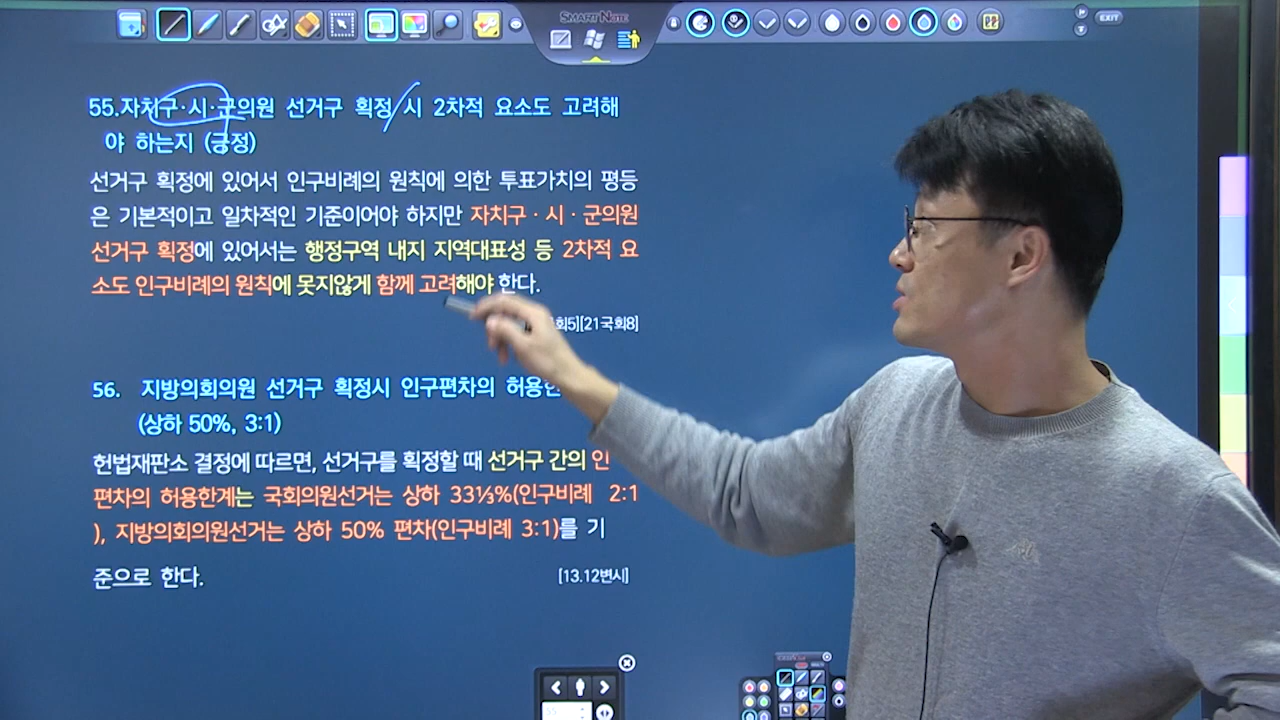 SMARTNOTE
EXIT
55.자치구·시·군의원 선거구 획정 시 2차적 요소도 고려해
야 하는지 (긍정)
선거구 획정에 있어서 인구비례의 원칙에 의한 투표가치의 평등
은 기본적이고 일차적인 기준이어야 하지만 자치구·시·군의원
선거구 획정에 있어서는 행정구역 내지 지역대표성 등 2차적 요
소도 인구비례의 원칙에 못지않게 함께 고려해야 한다.
회5][21국회8]
56. 지방의회의원 선거구 획정시 인구편차의 허용한
(상하 50%, 3:1)
헌법재판소 결정에 따르면, 선거구를 획정할 때 선거구 간의 인
편차의 허용한계는 국회의원선거는 상하 33⅓%(인구비례 2:1
), 지방의회의원선거는 상하 50% 편차(인구비례 3:1)를 기
준으로 한다.
[13.12변시]